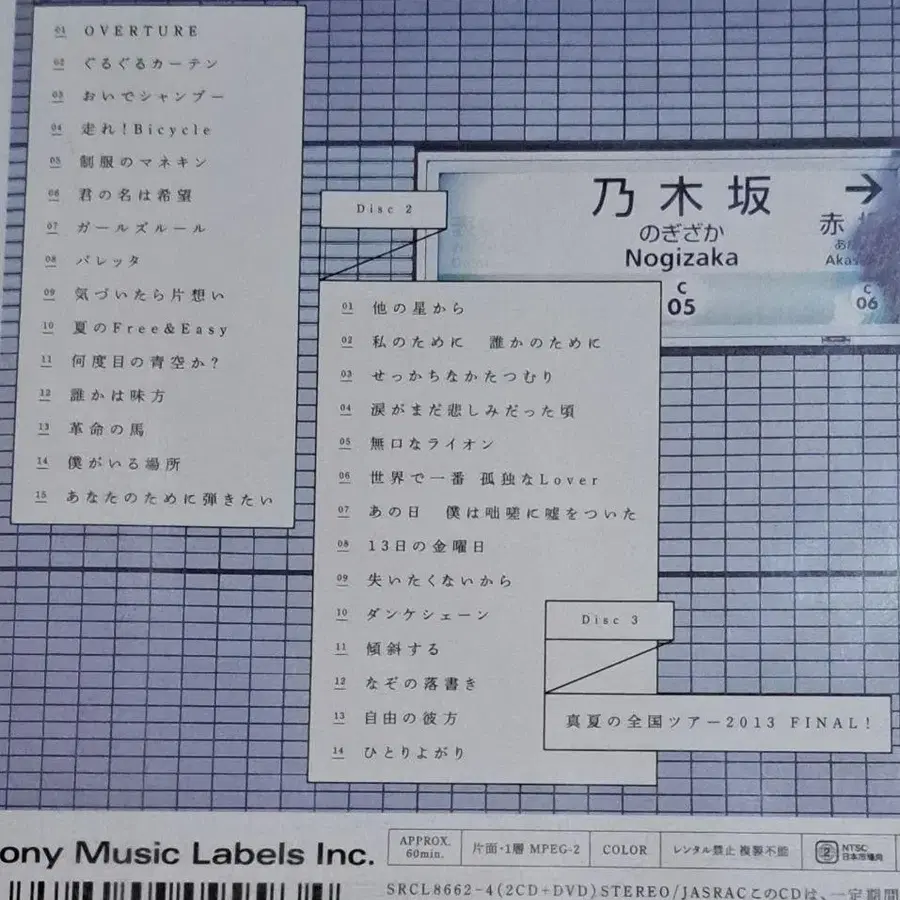 01 OVERTURE
02 ぐるぐるカーテン
03 おいでシャンプー
04 走れ!Bicycle
05 制服のマネキン
06 君の名は希望
07 ガールズルール
08 バレッタ
09 気づいたら片想い
10 夏のFree&Easy
11 何度目の青空か?
12 誰かは味方
13 革命の馬
14 僕がいる場所
15 あなたのために弾きたい
乃木坂 →
のぎざか
Nogizaka
赤
あか
Akas
C
05
C
06
Disc 2
01 他の星から
02 私のために 誰かのために
03 せっかちなかたつむり
04 涙がまだ悲しみだった頃
05 無口なライオン
06 世界で一番 孤独なLover
07 あの日 僕は咄嗟に嘘をついた
08 13日の金曜日
09 失いたくないから
10 ダンケシェーン
11 傾斜する
12 なぞの落書き
13 自由の彼方
14 ひとりよがり
Disc 3
真夏の全国ツアー2013 FINAL!
ony Music Labels Inc.
APPROX.
60min.
片面・1層 MPEG-2
COLOR
レンタル禁止 複製不能
2
NTSC
日本市場向
SRCL8662-4(2CD+DVD)STEREO/JASRACこのCDは、一定期間